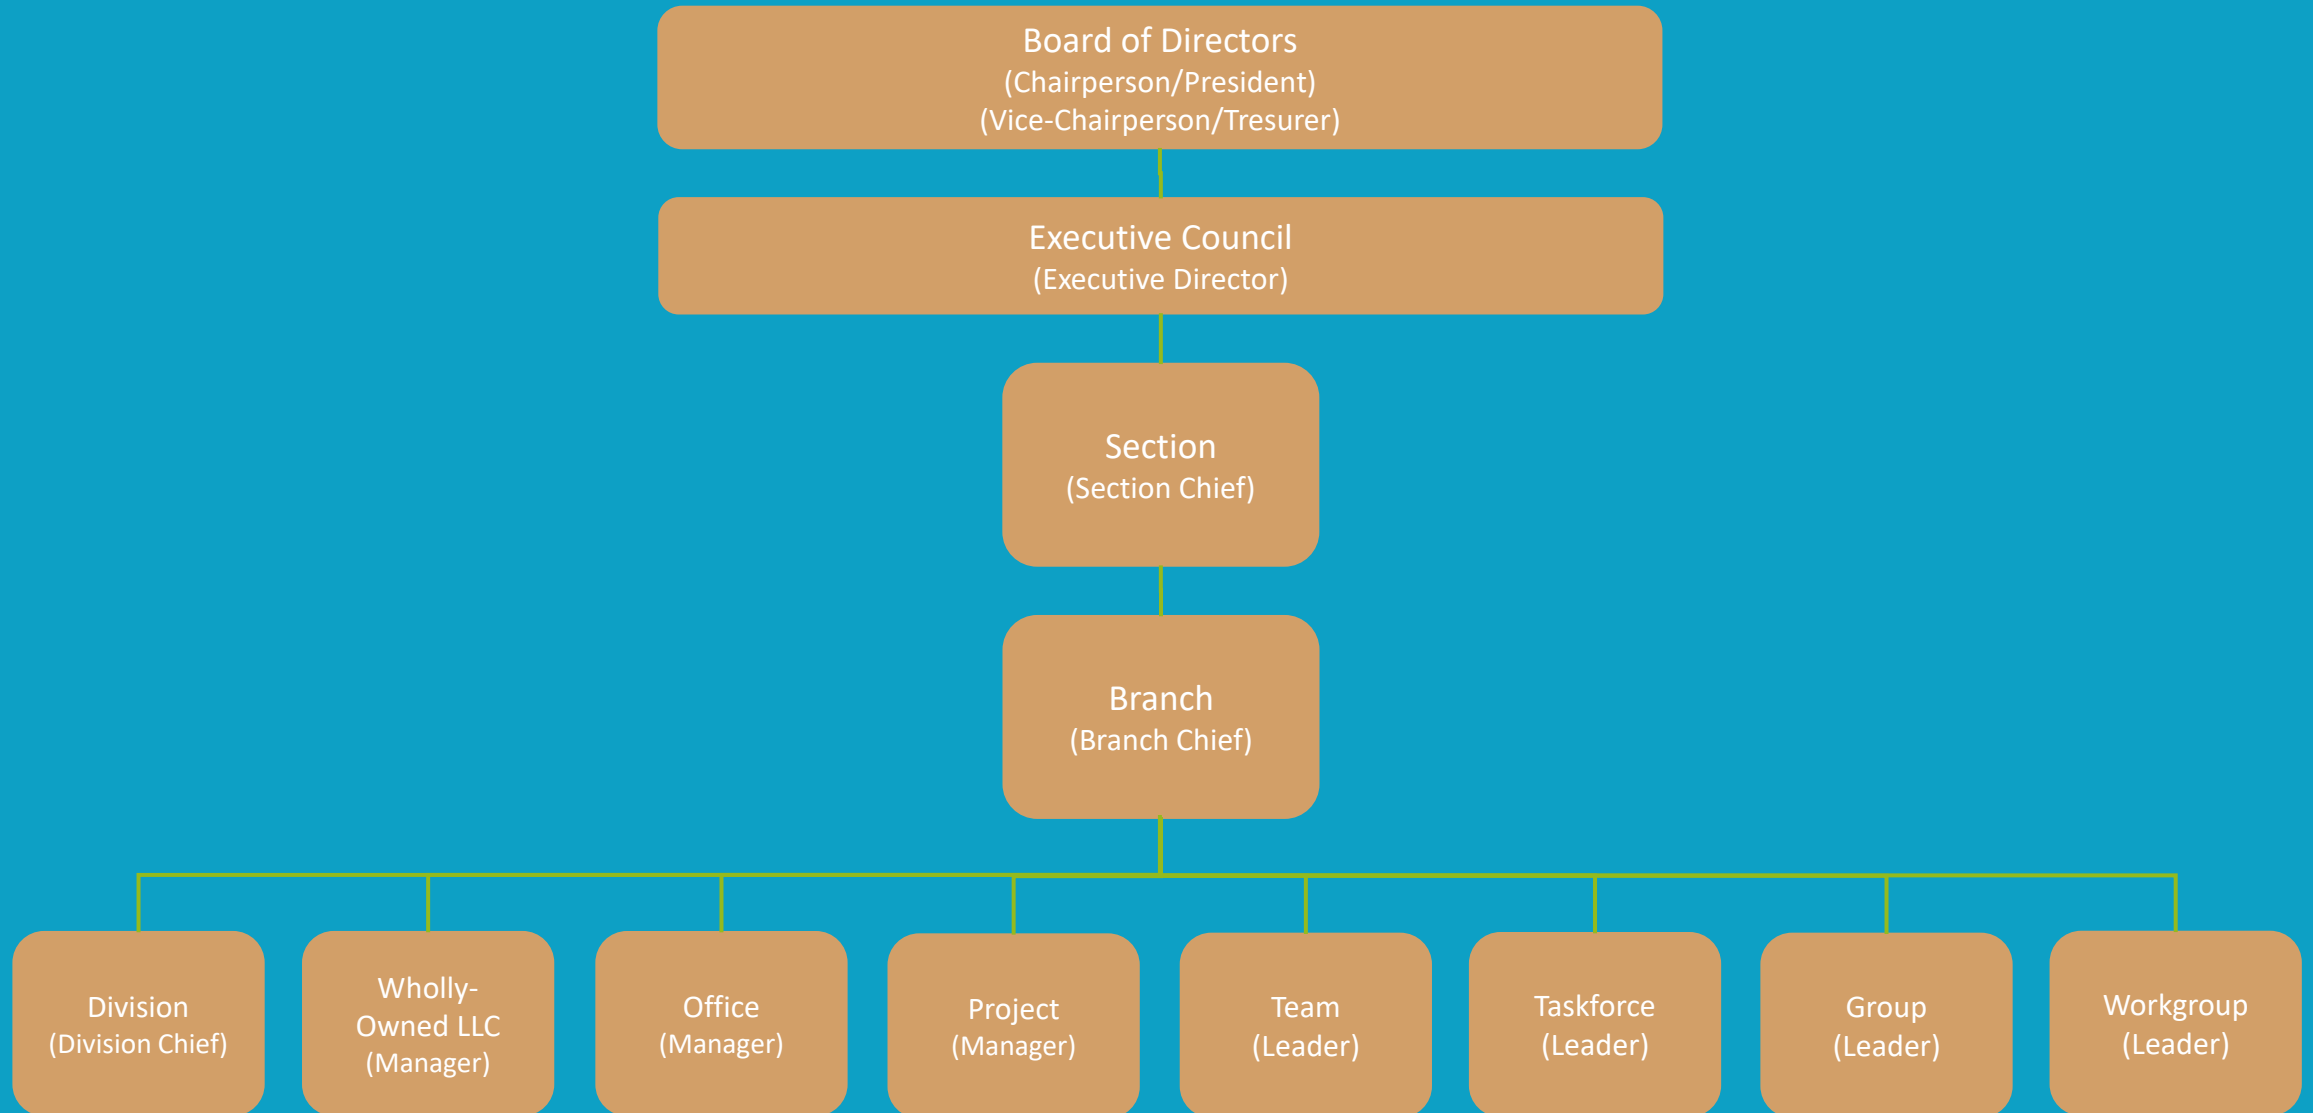 Board of Directors
(Chairperson/President)
(Vice-Chairperson/Tresurer)
Executive Council
(Executive Director)
Section
(Section Chief)
Branch
(Branch Chief)
Division
(Division Chief)
Wholly-
Owned LLC
(Manager)
Office
(Manager)
Project
(Manager)
Team
(Leader)
Taskforce
(Leader)
Group
(Leader)
Workgroup
(Leader)